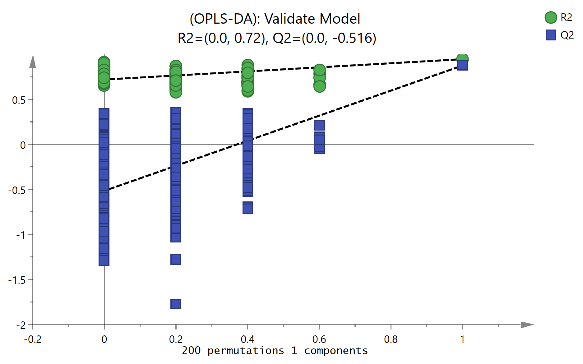 (OPLS-DA): Validate Model
R2=(0.0, 0.72), Q2=(0.0, -0.516)
R2
Q2
0.5
0
-0.5
-1
-1.5
-2
-0.2 0 0.2 0.4 0.6 0.8 1
200 permutations 1 components